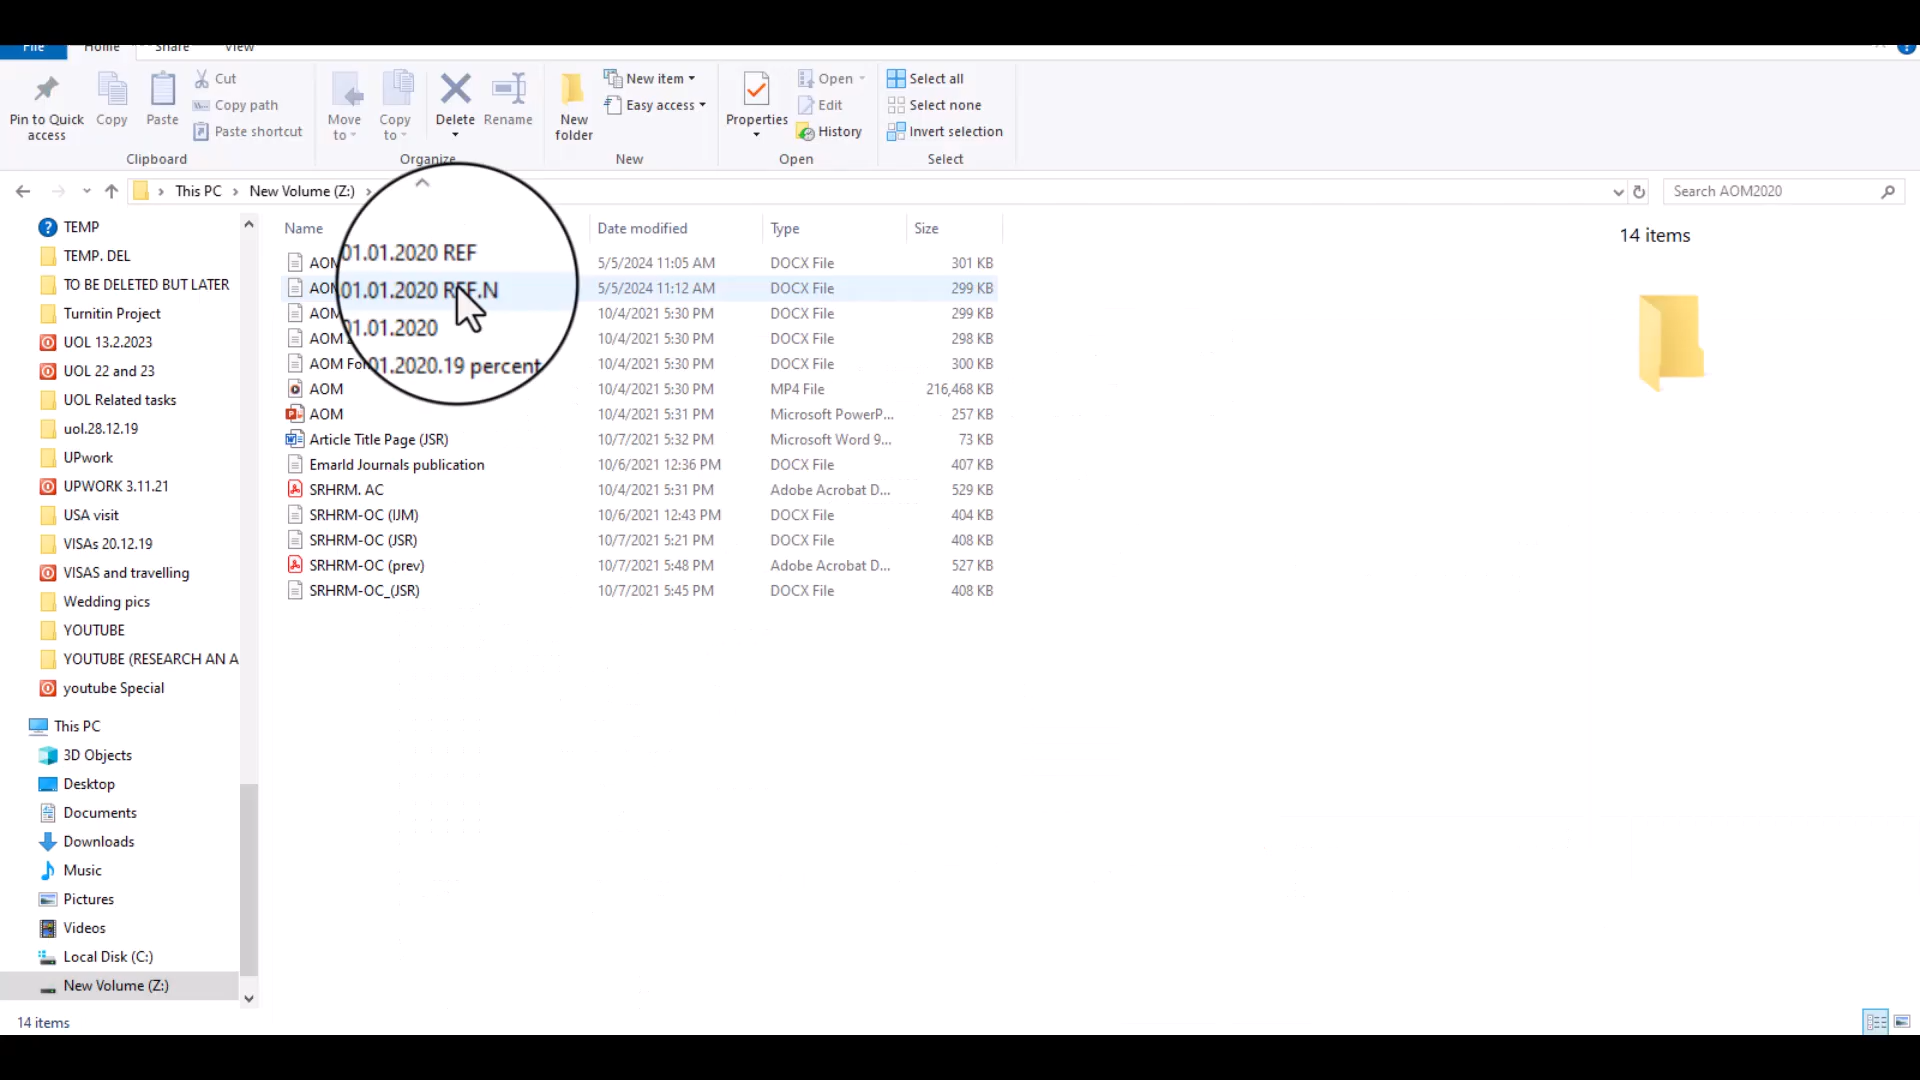 File Home Share View
Pin to Quick access
Copy
Paste
Cut
Copy path
Paste shortcut
Clipboard
Move to
Copy to
Delete
Rename
Organize
New folder
New item
Easy access
New
Properties
Open
Edit
History
Open
Select all
Select none
Invert selection
Select
This PC > New Volume (Z:) >
Search AOM2020
TEMP
TEMP. DEL
TO BE DELETED BUT LATER
Turnitin Project
UOL 13.2.2023
UOL 22 and 23
UOL Related tasks
uol.28.12.19
UPwork
UPWORK 3.11.21
USA visit
VISAs 20.12.19
VISAS and travelling
Wedding pics
YOUTUBE
YOUTUBE (RESEARCH AN A
youtube Special
This PC
3D Objects
Desktop
Documents
Downloads
Music
Pictures
Videos
Local Disk (C:)
New Volume (Z:)
Name Date modified Type Size
AOM 01.01.2020 REF 5/5/2024 11:05 AM DOCX File 301 KB
AOM 01.01.2020 REF.N 5/5/2024 11:12 AM DOCX File 299 KB
AOM 01.01.2020 10/4/2021 5:30 PM DOCX File 299 KB
AOM 01.2020.19 percent 10/4/2021 5:30 PM DOCX File 298 KB
AOM For 10/4/2021 5:30 PM DOCX File 300 KB
AOM 10/4/2021 5:30 PM MP4 File 216,468 KB
AOM 10/4/2021 5:31 PM Microsoft PowerP... 257 KB
Article Title Page (JSR) 10/7/2021 5:32 PM Microsoft Word 9... 73 KB
Emarld Journals publication 10/6/2021 12:36 PM DOCX File 407 KB
SRHRM. AC 10/4/2021 5:31 PM Adobe Acrobat D... 529 KB
SRHRM-OC (IJM) 10/6/2021 12:43 PM DOCX File 404 KB
SRHRM-OC (JSR) 10/7/2021 5:21 PM DOCX File 408 KB
SRHRM-OC (prev) 10/7/2021 5:48 PM Adobe Acrobat D... 527 KB
SRHRM-OC_(JSR) 10/7/2021 5:45 PM DOCX File 408 KB
14 items
14 items